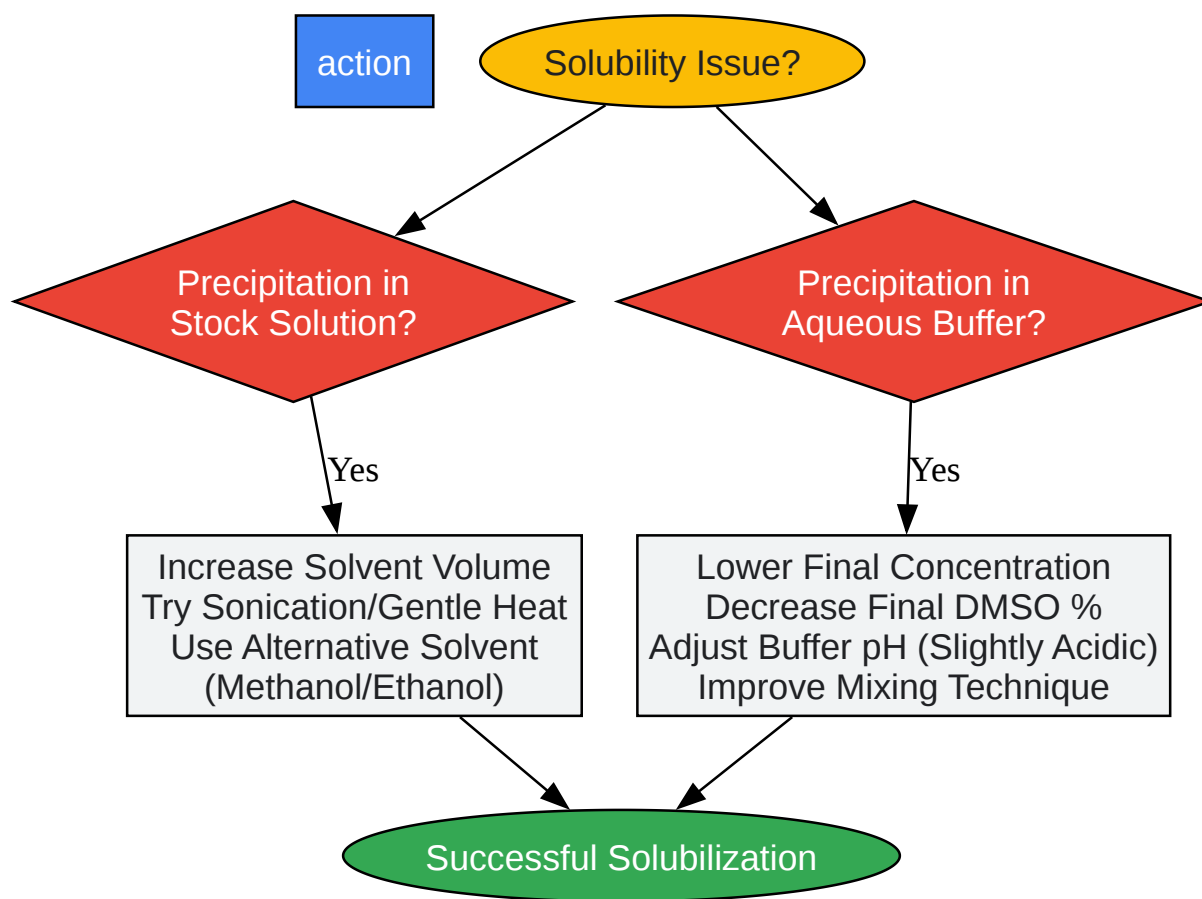 action
Solubility Issue?
Precipitation in
Stock Solution?
Precipitation in
Aqueous Buffer?
Yes
Yes
Increase Solvent Volume
Try Sonication/Gentle Heat
Use Alternative Solvent
(Methanol/Ethanol)
Lower Final Concentration
Decrease Final DMSO %
Adjust Buffer pH (Slightly Acidic)
Improve Mixing Technique
Successful Solubilization